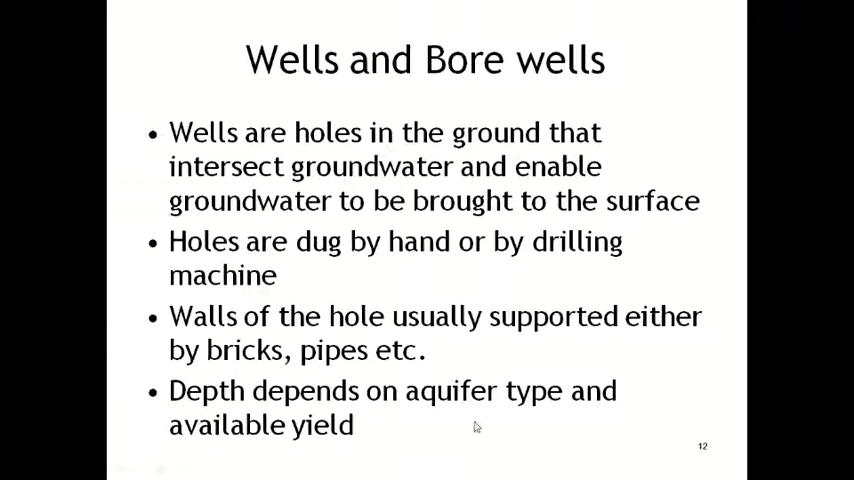 Wells and Bore wells
• Wells are holes in the ground that
intersect groundwater and enable
groundwater to be brought to the surface
• Holes are dug by hand or by drilling
machine
• Walls of the hole usually supported either
by bricks, pipes etc.
• Depth depends on aquifer type and
available yield
12